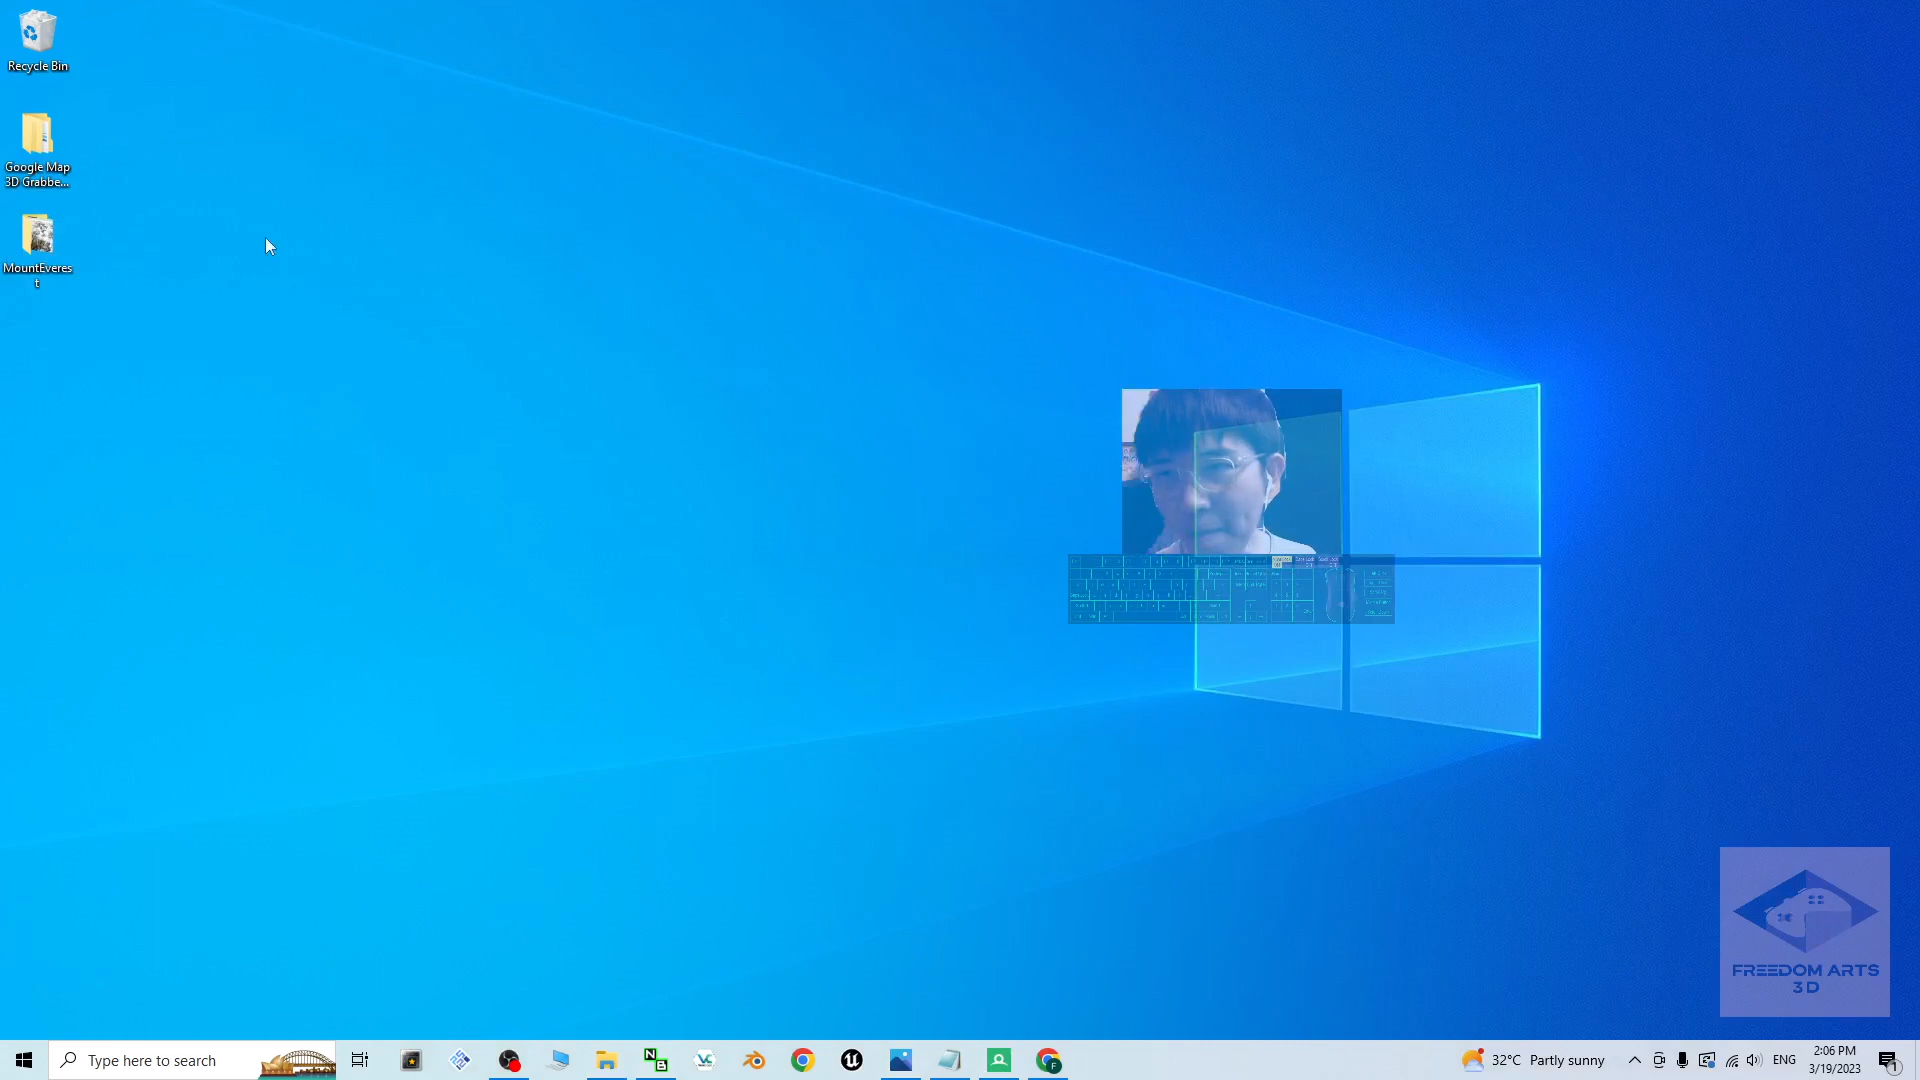 Recycle Bin
Google Map
3D Grabbe...
MountEveres
t
FREEDOM ARTS
3D
Type here to search
32°C Partly sunny
ENG
2:06 PM
3/19/2023
1